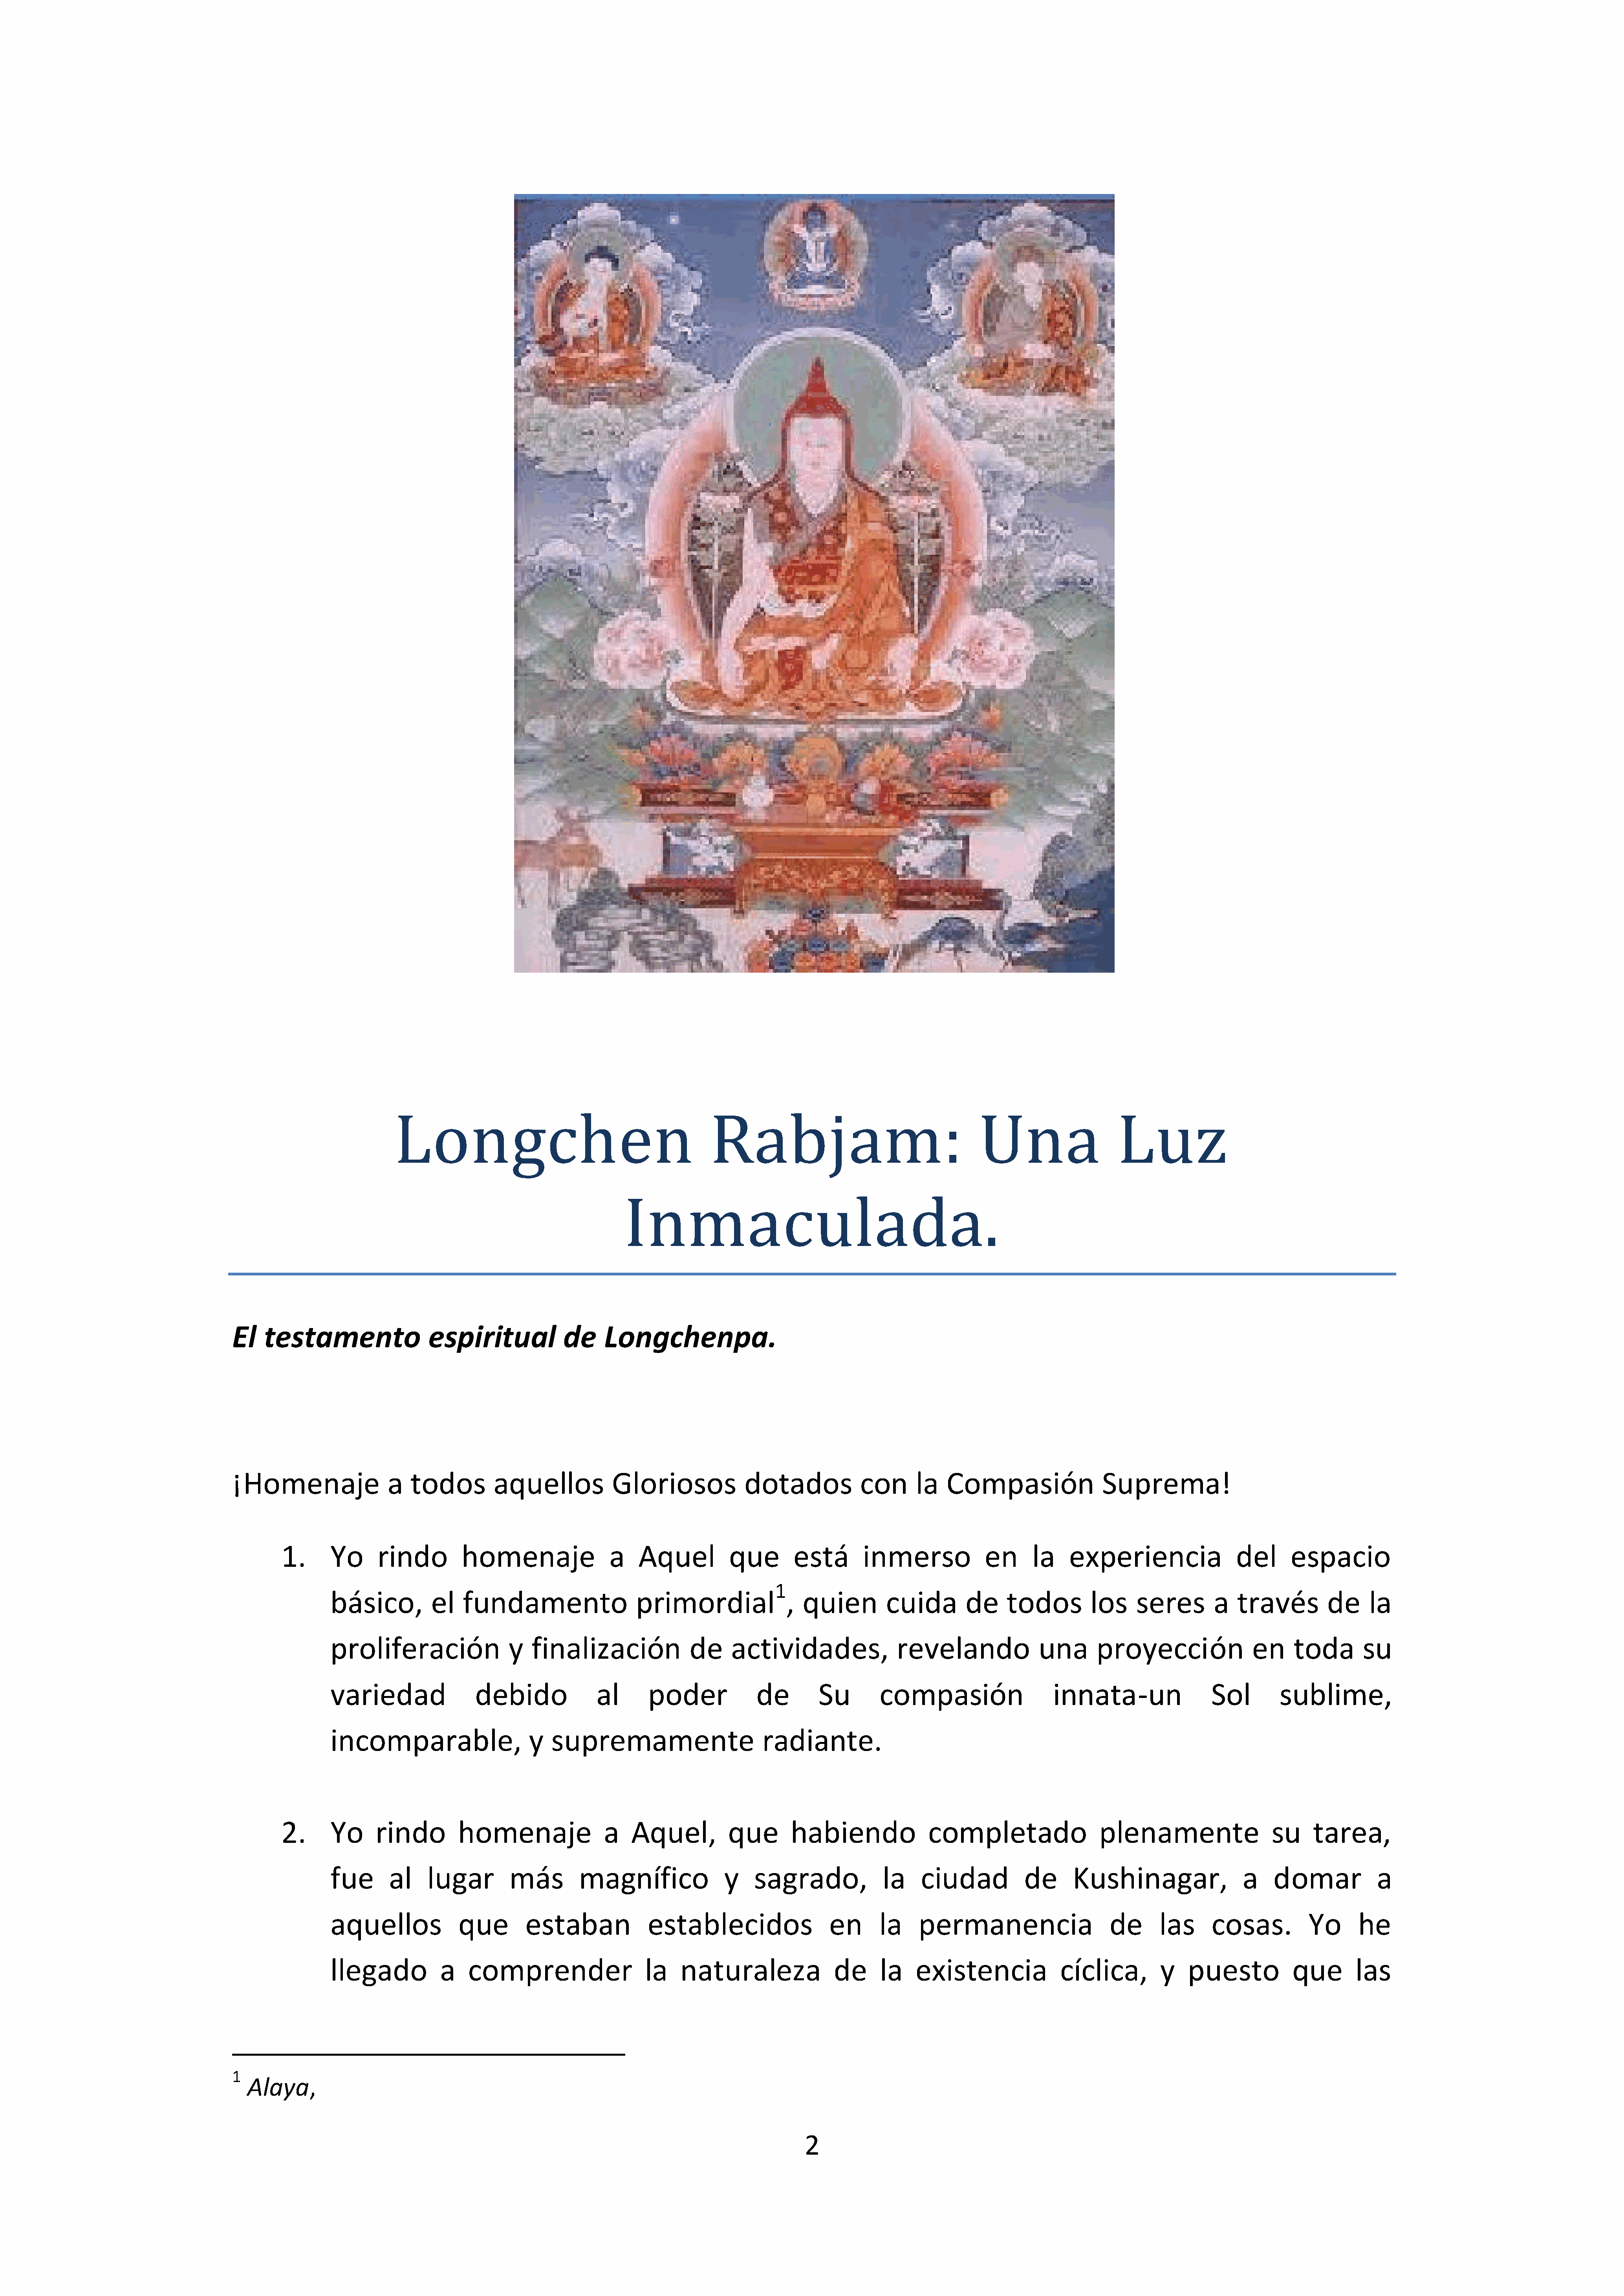 Longchen Rabjam: Una Luz
Inmaculada.
El testamento espiritual de Longchenpa.
¡Homenaje a todos aquellos Gloriosos dotados con la Compasión Suprema!
1. Yo rindo homenaje a Aquel que está inmerso en la experiencia del espacio
básico, el fundamento primordial1, quien cuida de todos los seres a través de la
proliferación y finalización de actividades, revelando una proyección en toda su
variedad debido al poder de Su compasión innata-un Sol sublime,
incomparable, y supremamente radiante.
2. Yo rindo homenaje a Aquel, que habiendo completado plenamente su tarea,
fue al lugar más magnífico y sagrado, la ciudad de Kushinagar, a domar a
aquellos que estaban establecidos en la permanencia de las cosas. Yo he
llegado a comprender la naturaleza de la existencia cíclica, y puesto que las
1 Alaya,
2